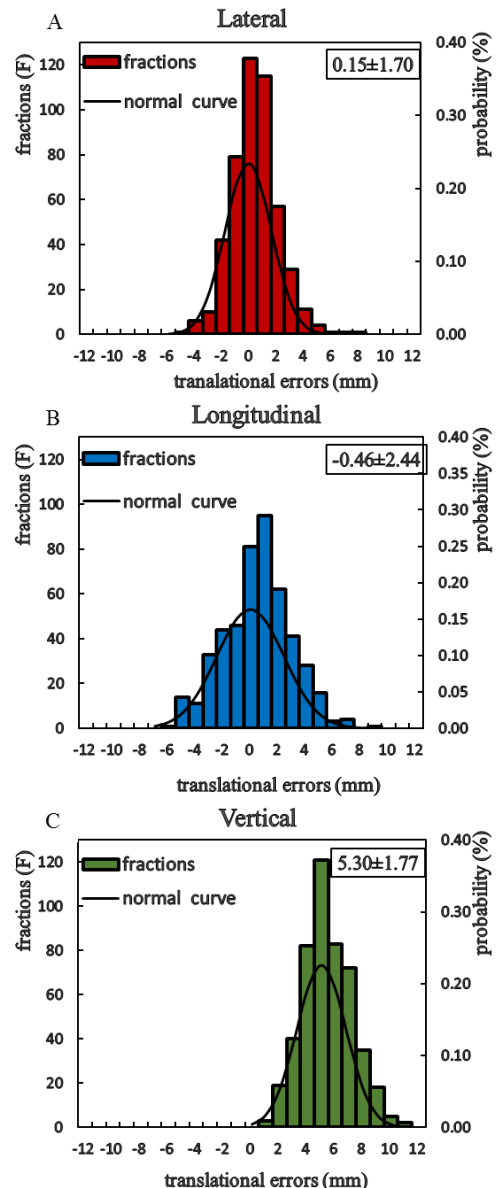 A
Lateral
fractions (F)
120
100
80
60
40
20
0
fractions
normal curve
0.15±1.70
0.40
0.30
0.20
0.10
0.00
probability (%)
-12 -10 -8 -6 -4 -2 0 2 4 6 8 10 12
tranalational errors (mm)
B
Longitudinal
fractions (F)
120
100
80
60
40
20
0
fractions
normal curve
-0.46±2.44
0.40
0.35
0.30
0.25
0.20
0.15
0.10
0.05
0.00
probability (%)
-12 -10 -8 -6 -4 -2 0 2 4 6 8 10 12
translational errors (mm)
C
Vertical
fractions (F)
120
100
80
60
40
20
0
fractions
normal curve
5.30±1.77
0.40
0.30
0.20
0.10
0.00
probability (%)
-12 -10 -8 -6 -4 -2 0 2 4 6 8 10 12
translational errors (mm)